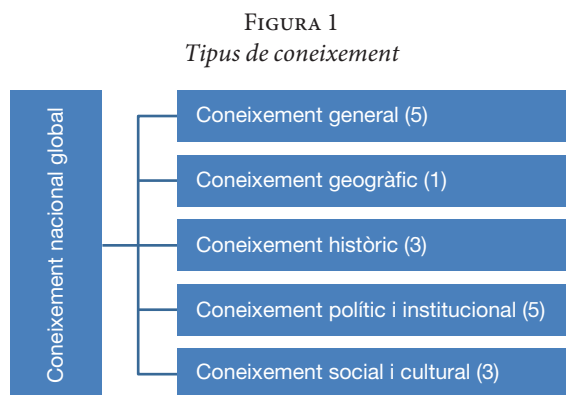 FIGURA 1
Tipus de coneixement
Coneixement nacional global
Coneixement general (5)
Coneixement geogràfic (1)
Coneixement històric (3)
Coneixement polític i institucional (5)
Coneixement social i cultural (3)